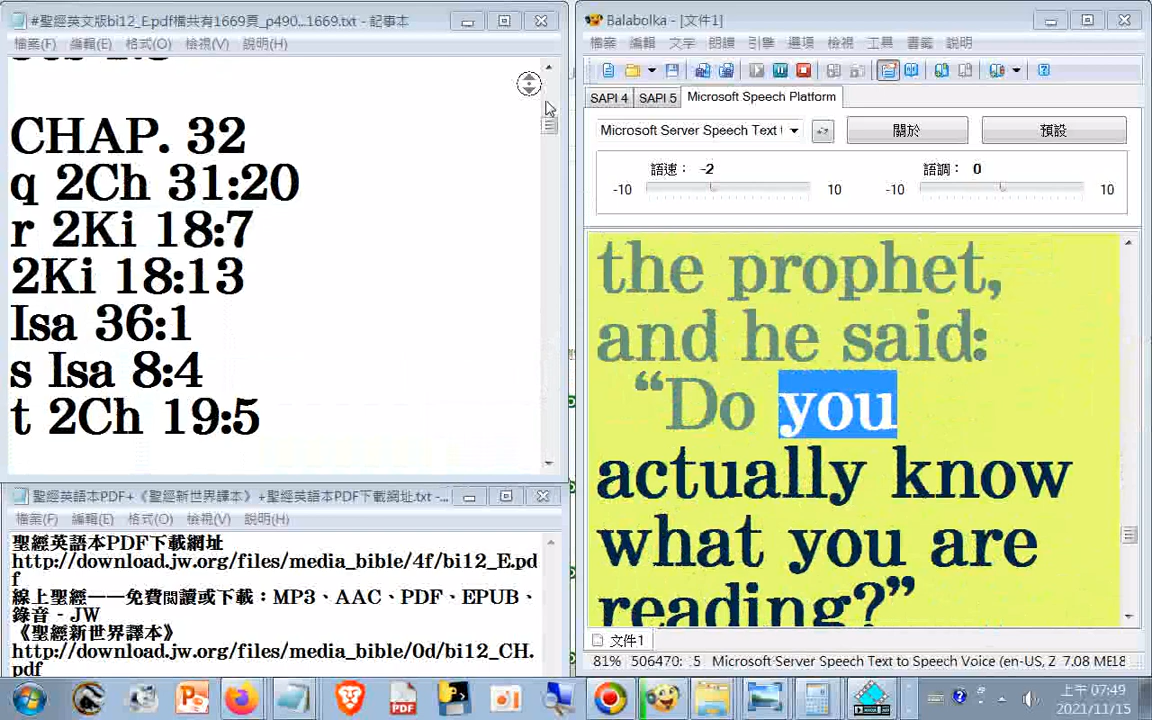 #聖經英文版bi12_E.pdf檔共有1669頁_p490...1669.txt - 記事本
檔案(F) 編輯(E) 格式(O) 檢視(V) 說明(H)
CHAP. 32
q 2Ch 31:20
r 2Ki 18:7
2Ki 18:13
Isa 36:1
s Isa 8:4
t 2Ch 19:5
聖經英語本PDF+《聖經新世界譯本》+聖經英語本PDF下載網址.txt -...
檔案(F) 編輯(E) 格式(O) 檢視(V) 說明(H)
聖經英語本PDF下載網址
http://download.jw.org/files/media_bible/4f/bi12_E.pd
f
線上聖經——免費閱讀或下載：MP3、AAC、PDF、EPUB、
錄音 - JW
《聖經新世界譯本》
http://download.jw.org/files/media_bible/0d/bi12_CH.
pdf
Balabolka - [文件1]
檔案 編輯 文字 朗讀 引擎 選項 檢視 工具 書籤 說明
SAPI 4 SAPI 5 Microsoft Speech Platform
Microsoft Server Speech Text 關於 預設
語速： -2 語調： 0
-10 10 -10 10
the prophet,
and he said:
“Do you
actually know
what you are
reading?”
文件1
81% 506470: 5 Microsoft Server Speech Text to Speech Voice (en-US, Z 7.08 ME18
上午 07:49
2021/11/15